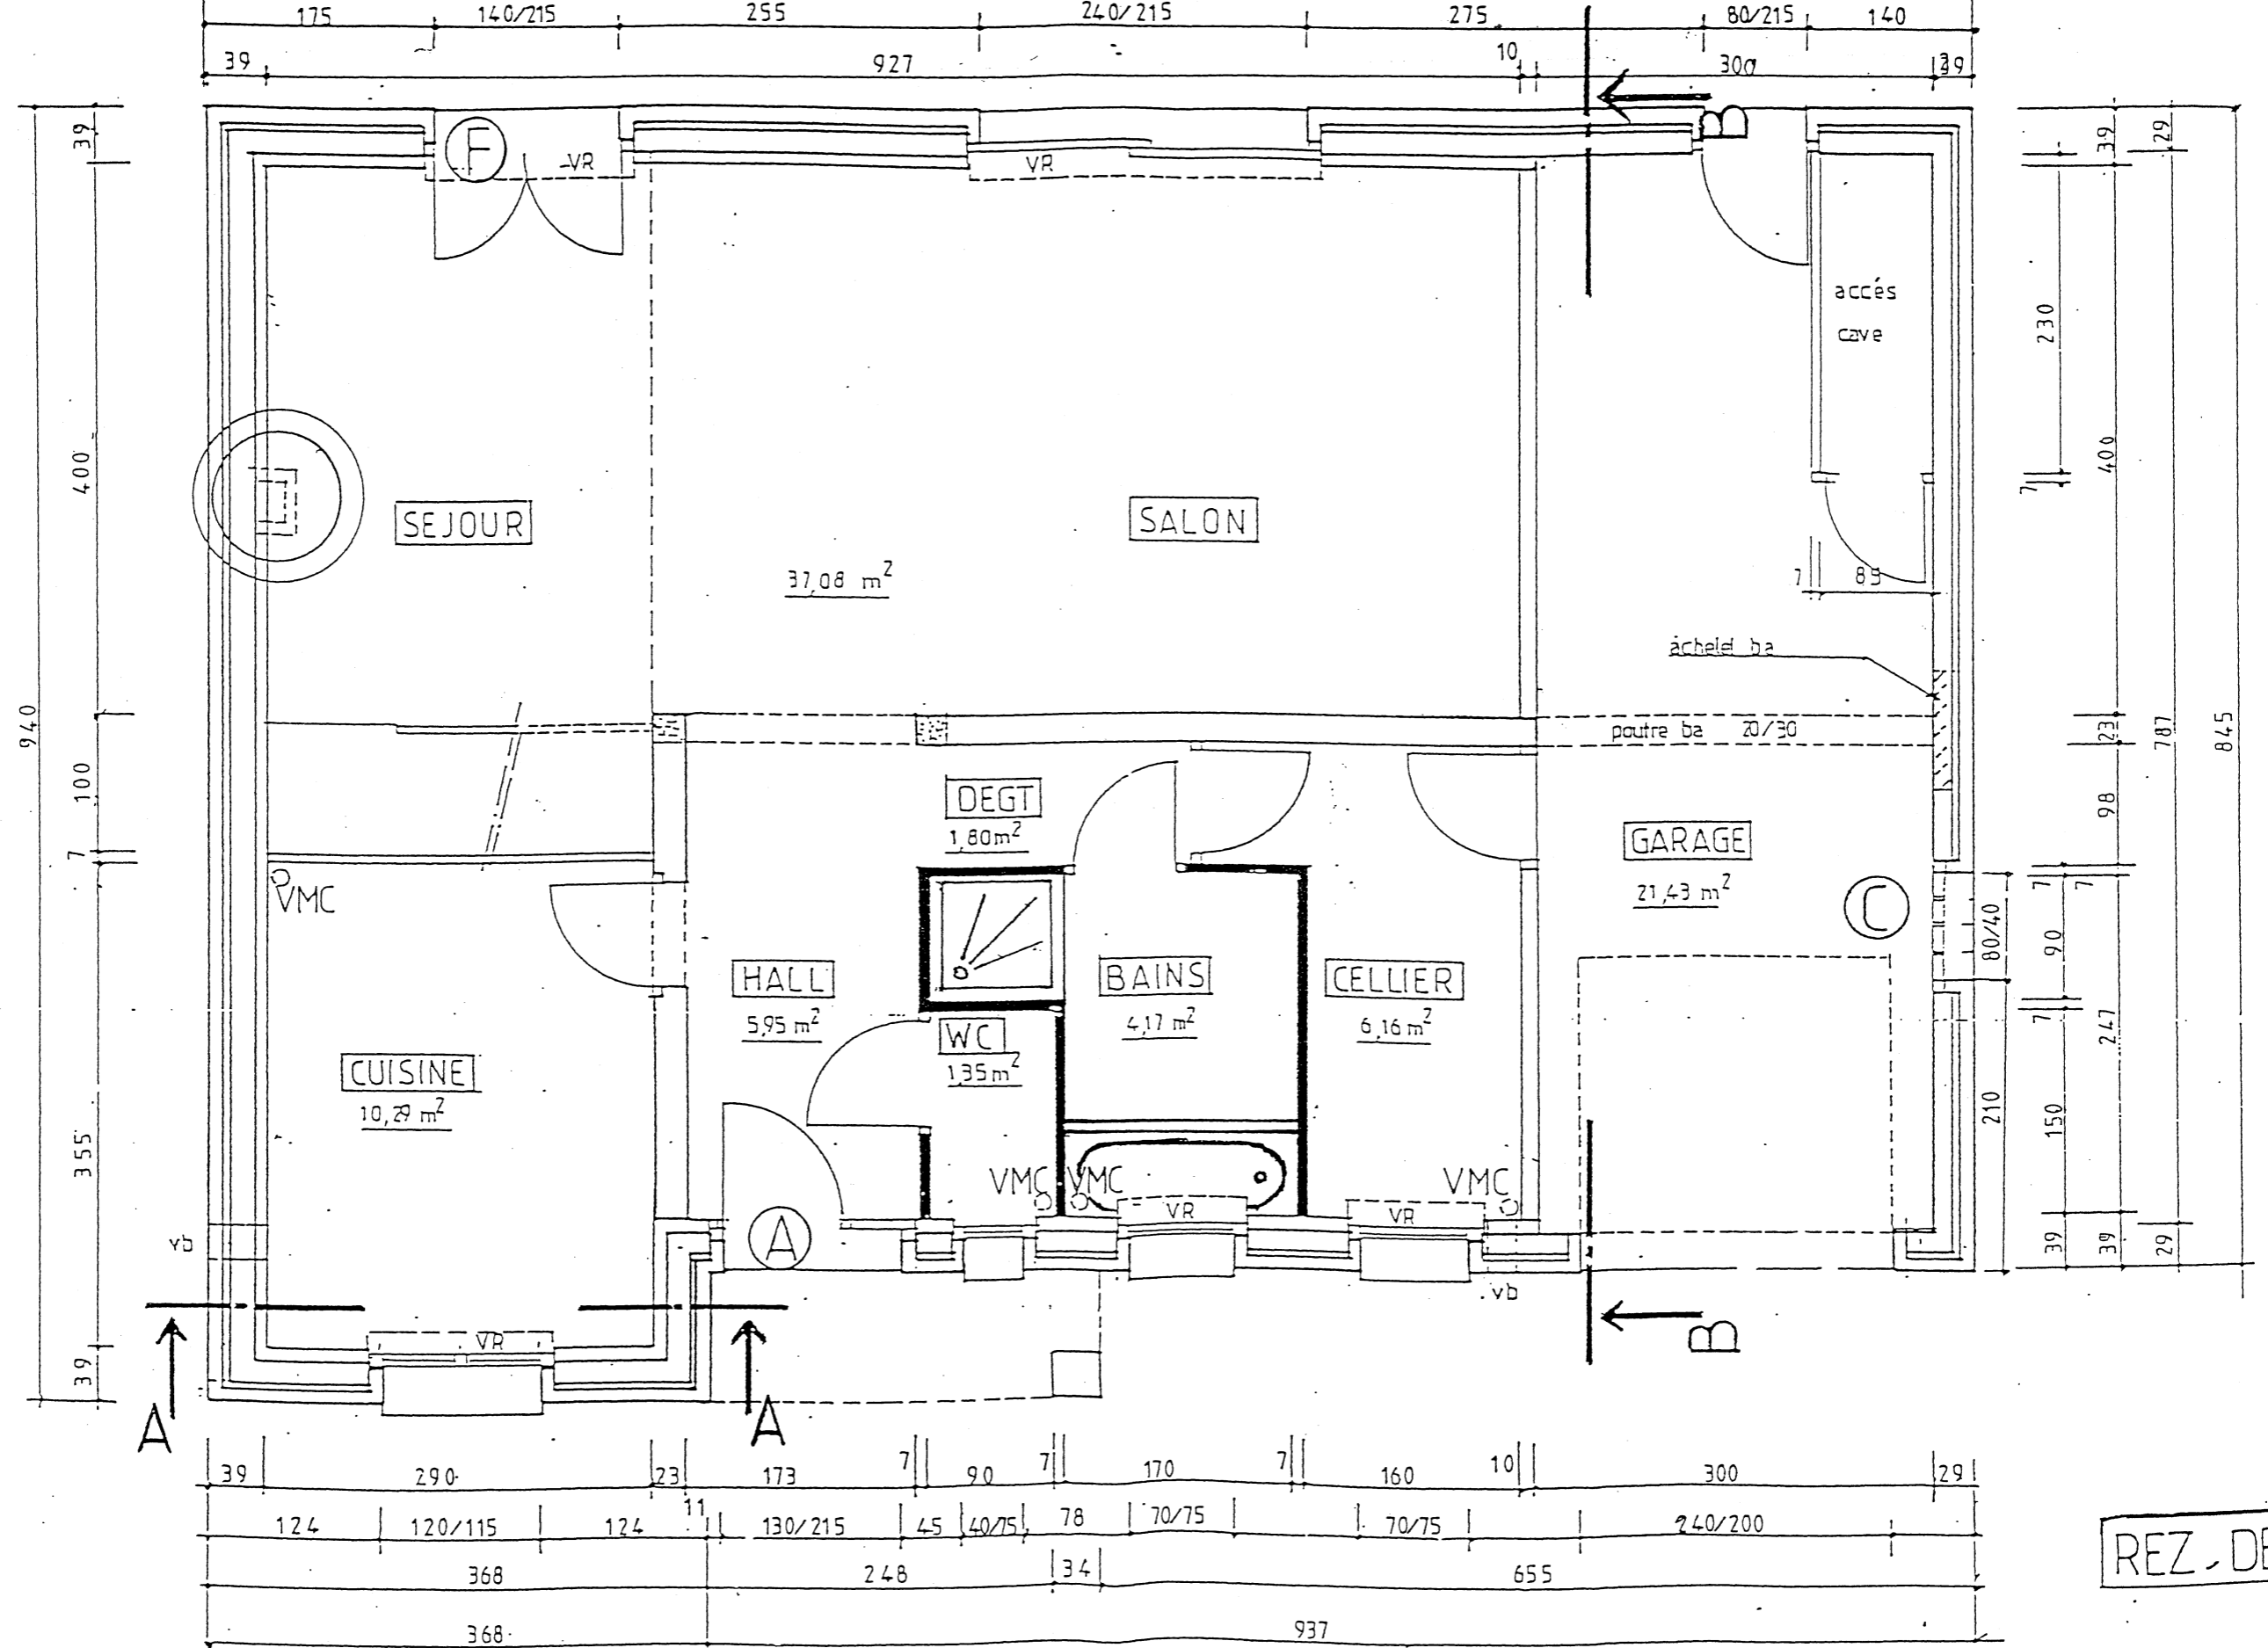 175 140/215 255 240/215 275 80/215 140
39 927 10 300 39
F VR VR B
39 39 29
accés
cave
230
400 400
SEJOUR SALON
37,08 m²
7
7 85
áchelet ba
940 poutre ba 20/30 23 787 845
100 98
DEGT
1,80m²
GARAGE
21,43 m²
7 7 7
VMC C
80/40 90
HALL BAINS CELLIER
5,95 m² 4,17 m² 6,16 m²
WC
1,35m²
7 247
CUISINE
10,29 m²
355 210 150
VMC VMC VMC
VR VR
A
vb 39 39 29
vb
VR B
39
A A
39 290 23 173 7 90 7 170 7 160 10 300 29
124 120/115 124 11 130/215 45 40/75 78 70/75 70/75 240/200
368 248 34 655
REZ-DE
368 937